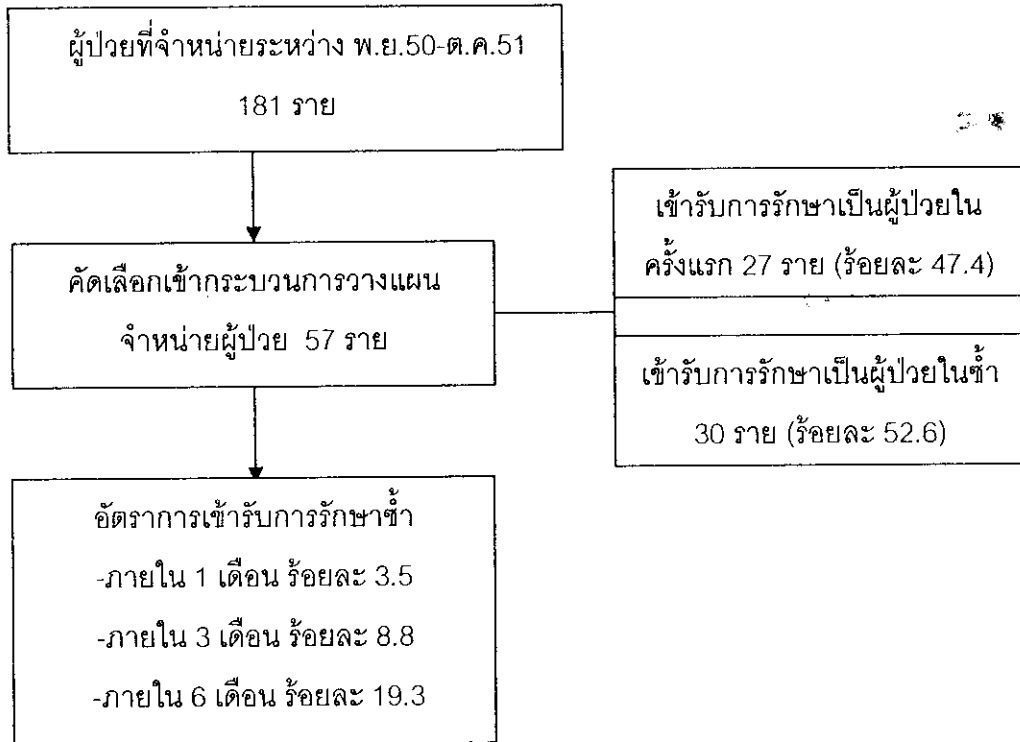 ผู้ป่วยที่จำหน่ายระหว่าง พ.ย.50-ต.ค.51
181 ราย
คัดเลือกเข้ากระบวนการวางแผน
จำหน่ายผู้ป่วย 57 ราย
เข้ารับการรักษาเป็นผู้ป่วยใน
ครั้งแรก 27 ราย (ร้อยละ 47.4)
เข้ารับการรักษาเป็นผู้ป่วยในซ้ำ
30 ราย (ร้อยละ 52.6)
อัตราการเข้ารับการรักษาซ้ำ
-ภายใน 1 เดือน ร้อยละ 3.5
-ภายใน 3 เดือน ร้อยละ 8.8
-ภายใน 6 เดือน ร้อยละ 19.3